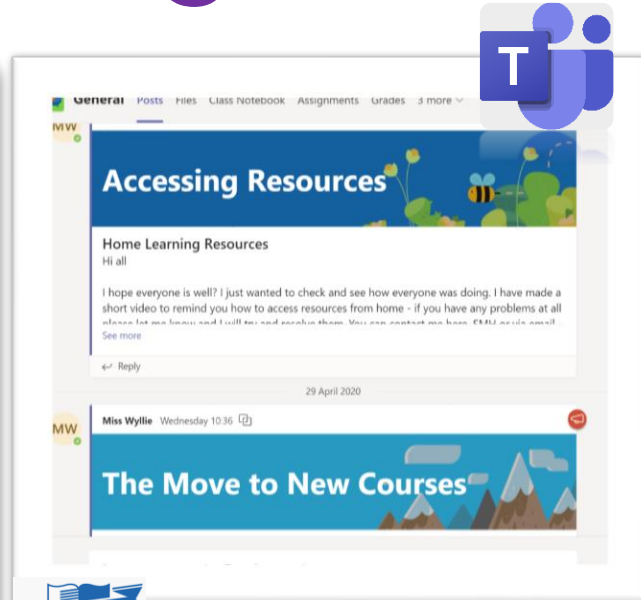 T
General Posts Files Class Notebook Assignments Grades 3 more
MW
Accessing Resources
Home Learning Resources
Hi all
I hope everyone is well? I just wanted to check and see how everyone was doing. I have made a
short video to remind you how to access resources from home - if you have any problems at all
please let me know and I will try and resolve them. You can contact me here, SMH or via email
See more
Reply
29 April 2020
MW
Miss Wyllie Wednesday 10:36
The Move to New Courses